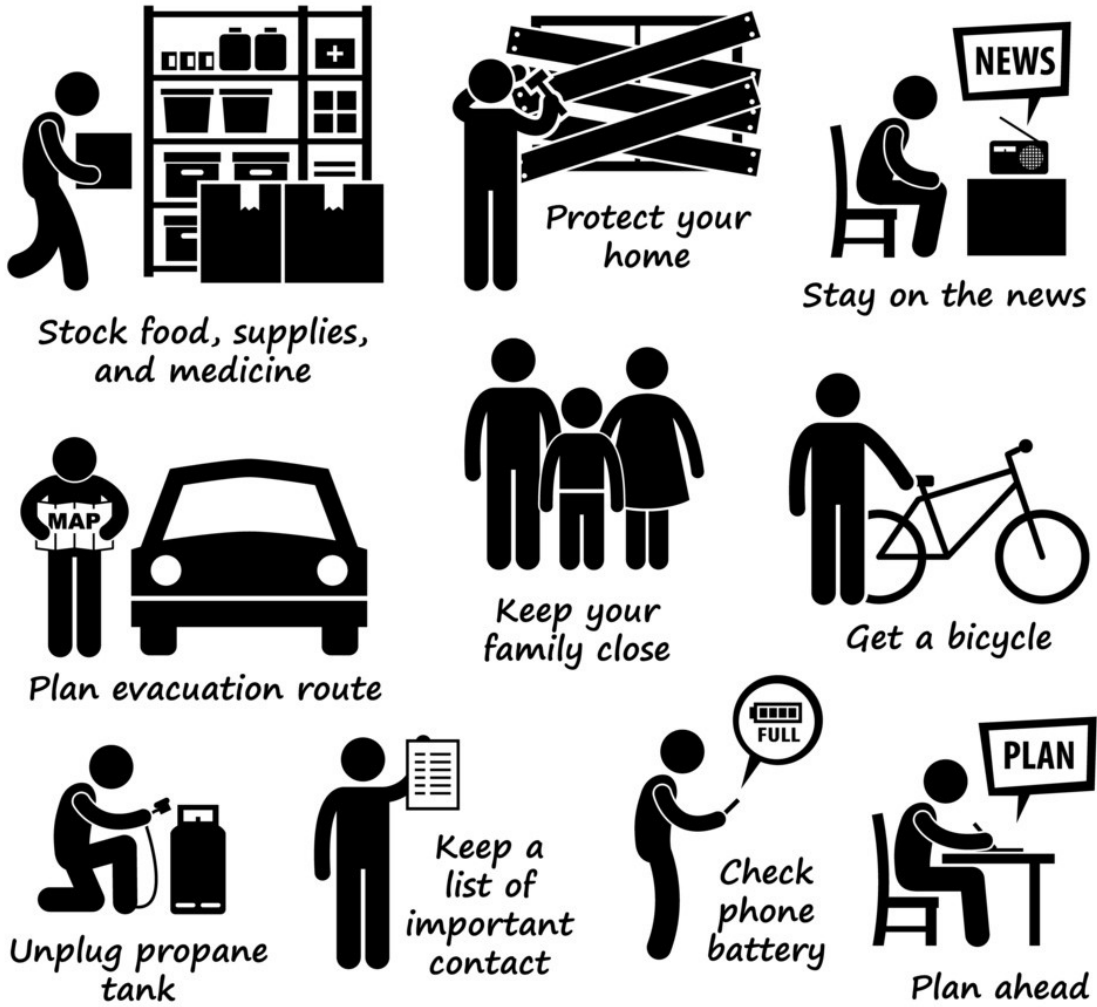 NEWS
Protect your
home
Stay on the news
Stock food, supplies,
and medicine
MAP
Keep your
family close
Get a bicycle
Plan evacuation route
FULL
PLAN
Keep a
list of
important
contact
Check
phone
battery
Unplug propane
tank
Plan ahead